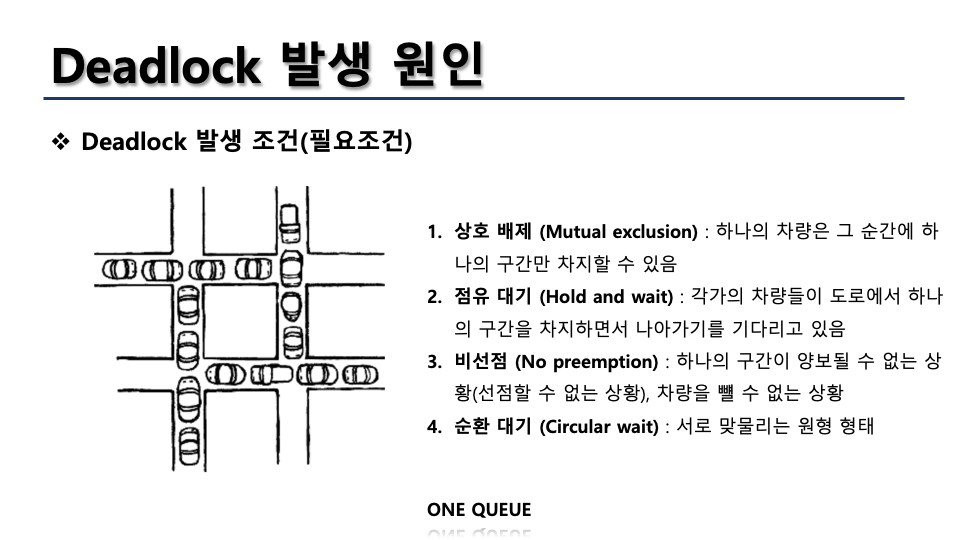 Deadlock 발생 원인
❖ Deadlock 발생 조건(필요조건)
1. 상호 배제 (Mutual exclusion) : 하나의 차량은 그 순간에 하
나의 구간만 차지할 수 있음
2. 점유 대기 (Hold and wait) : 각가의 차량들이 도로에서 하나
의 구간을 차지하면서 나아가기를 기다리고 있음
3. 비선점 (No preemption) : 하나의 구간이 양보될 수 없는 상
황(선점할 수 없는 상황), 차량을 뺼 수 없는 상황
4. 순환 대기 (Circular wait) : 서로 맞물리는 원형 형태
ONE QUEUE